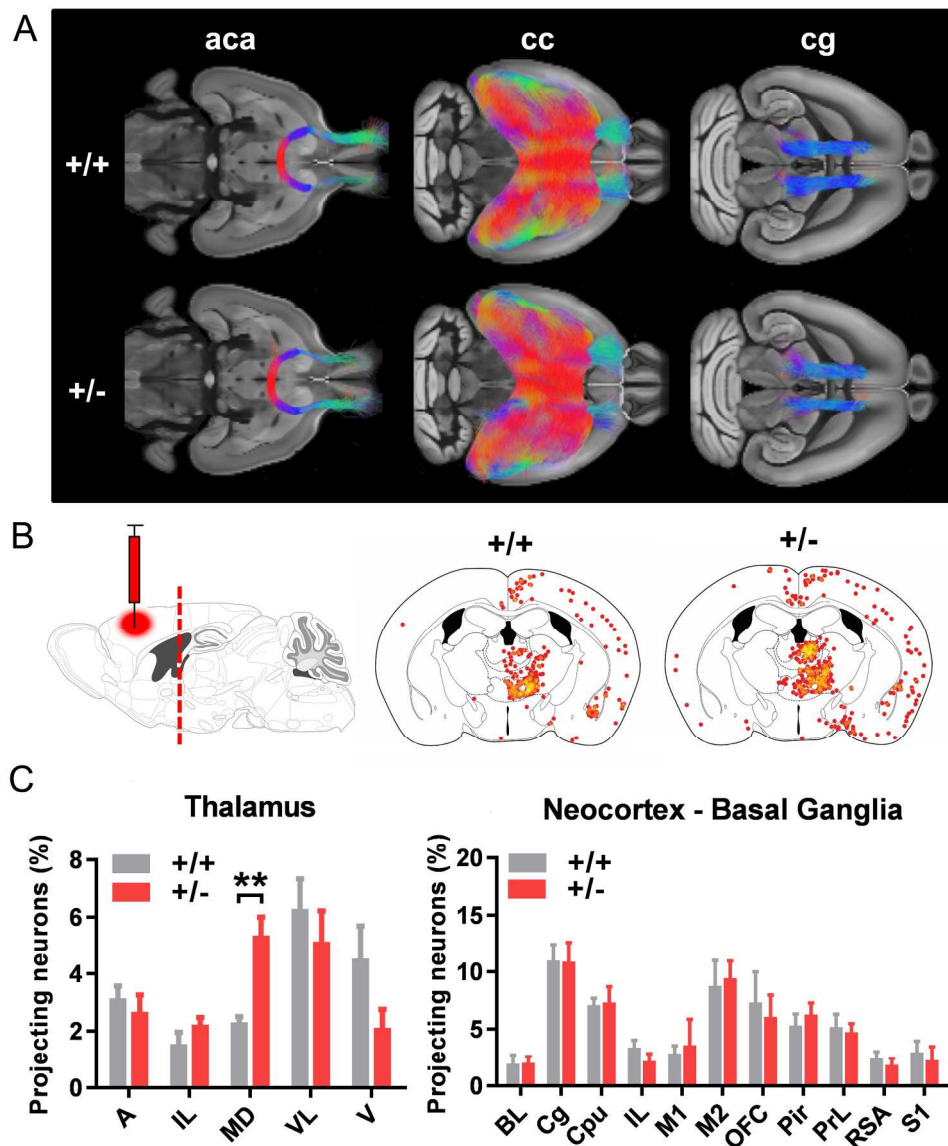 A
aca cc cg
+/+
+/-
B
+/+ +/-
C
Thalamus
Projecting neurons (%)
8
6
4
2
0
+/+
+/-
**
A IL MD VL V
Neocortex - Basal Ganglia
Projecting neurons (%)
20
15
10
5
0
+/+
+/-
BL Cg Cpu IL M1 M2 OFC Pir PrL RSA S1